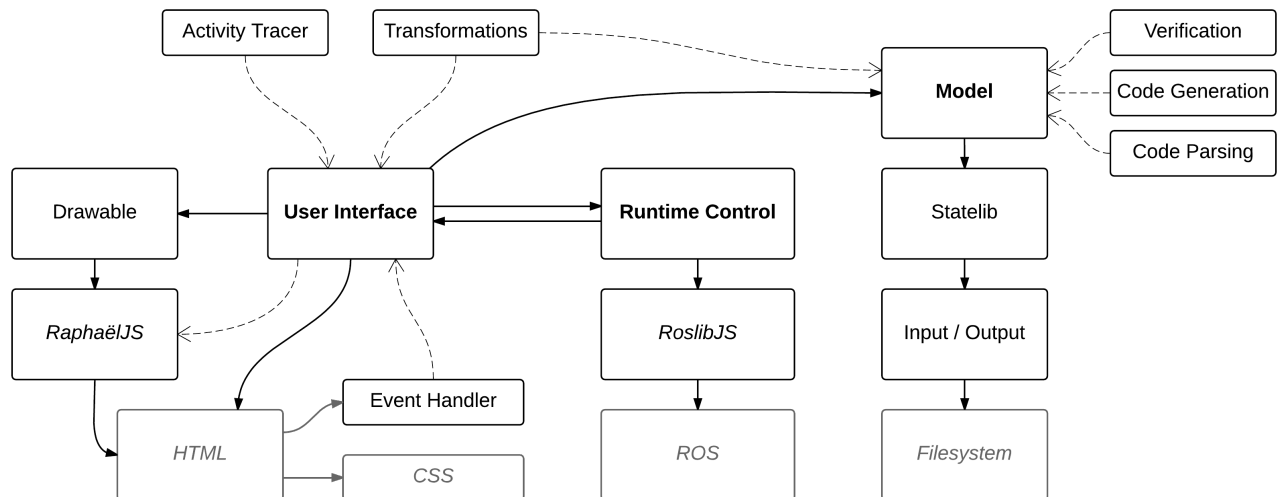 Activity Tracer
Transformations
Verification
Model
Code Generation
Code Parsing
Drawable
User Interface
Runtime Control
Statelib
RaphaëlJS
RoslibJS
Input / Output
Event Handler
HTML
ROS
Filesystem
CSS